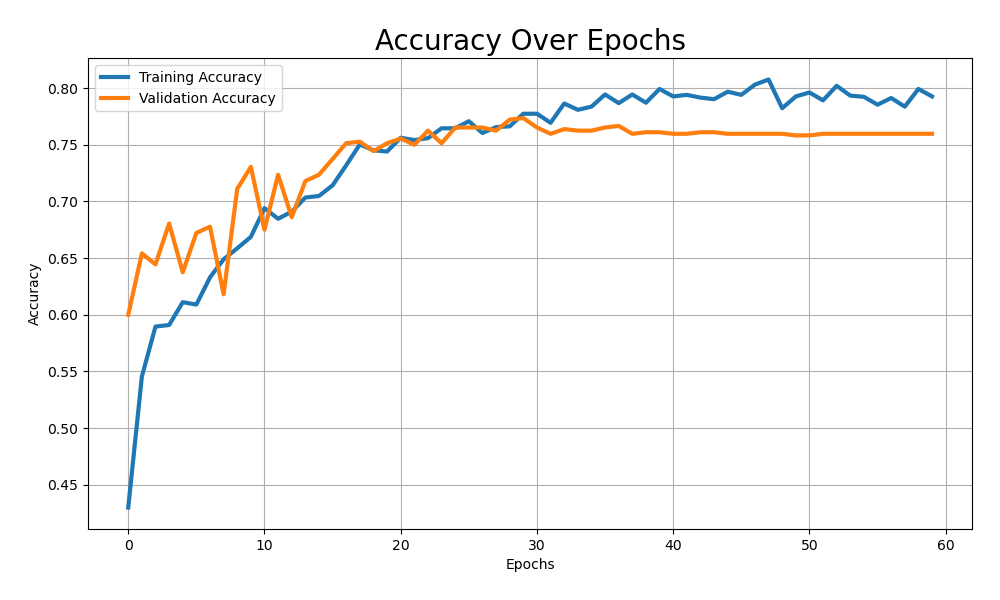 Accuracy Over Epochs
Training Accuracy
Validation Accuracy
0.80
0.75
0.70
0.65
0.60
0.55
0.50
0.45
Accuracy
0 10 20 30 40 50 60
Epochs